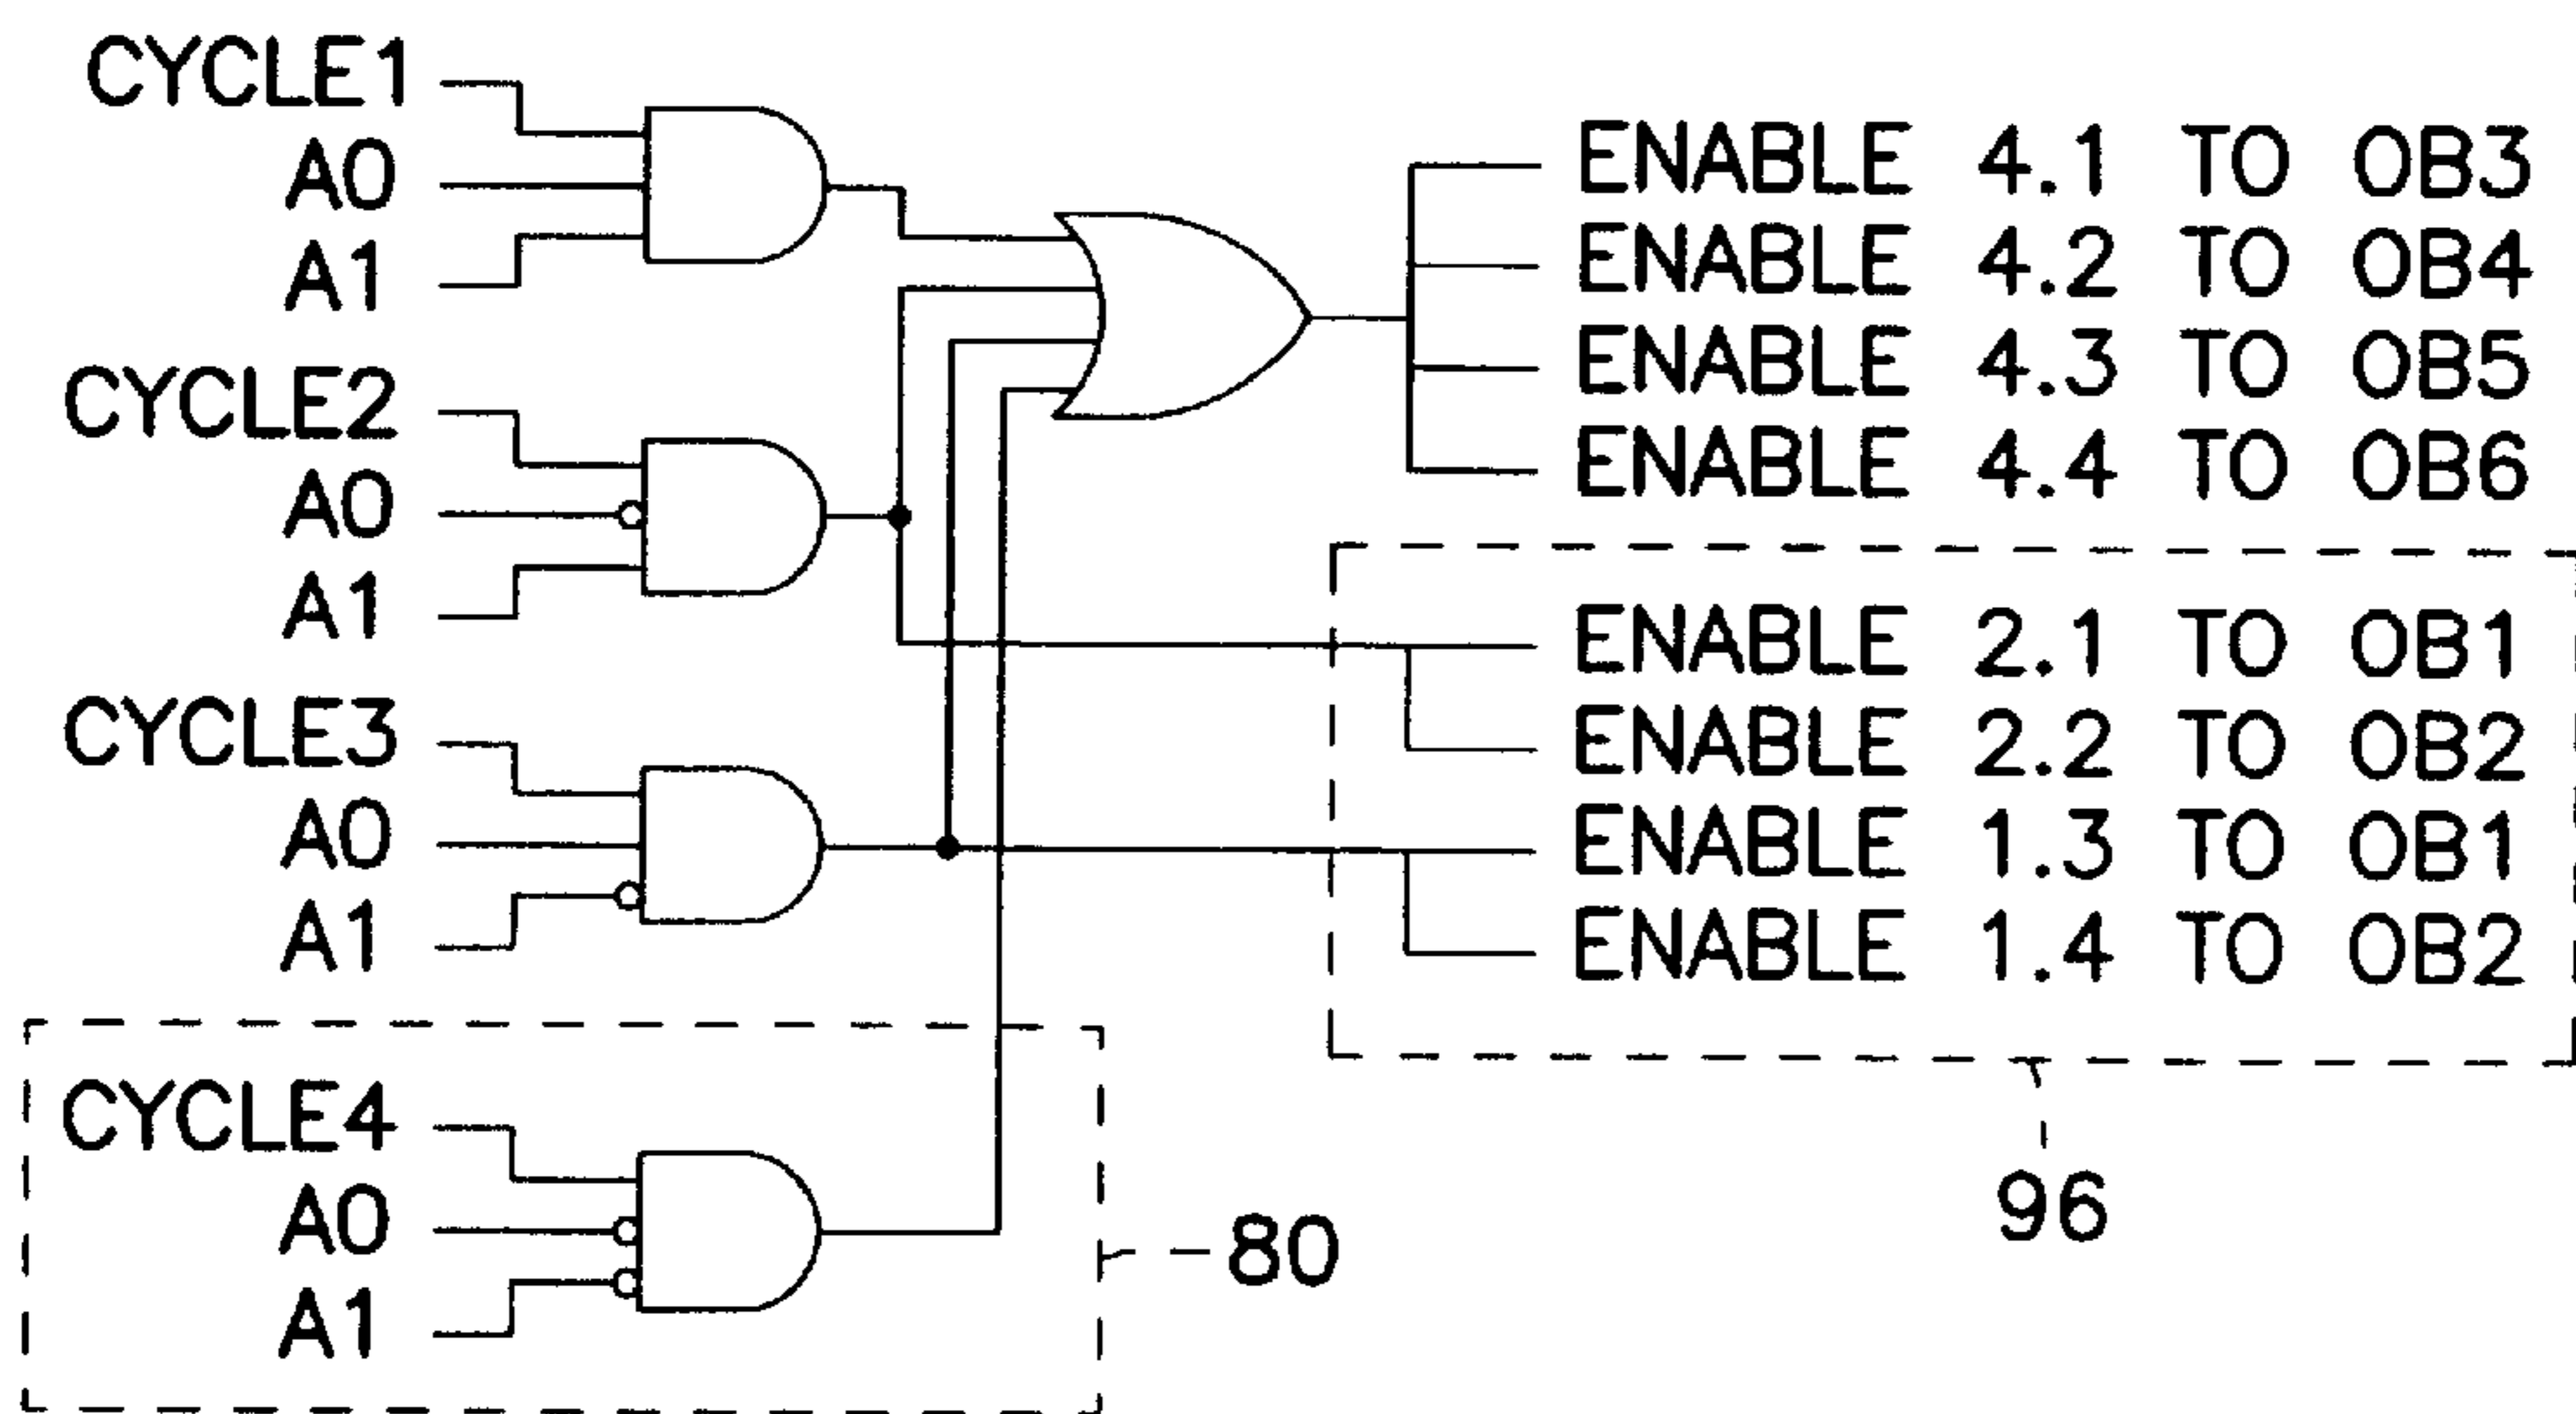 CYCLE1
A0
A1
CYCLE2
A0
A1
CYCLE3
A0
A1
CYCLE4
A0
A1
80
ENABLE 4.1 TO OB3
ENABLE 4.2 TO OB4
ENABLE 4.3 TO OB5
ENABLE 4.4 TO OB6
ENABLE 2.1 TO OB1
ENABLE 2.2 TO OB2
ENABLE 1.3 TO OB1
ENABLE 1.4 TO OB2
96